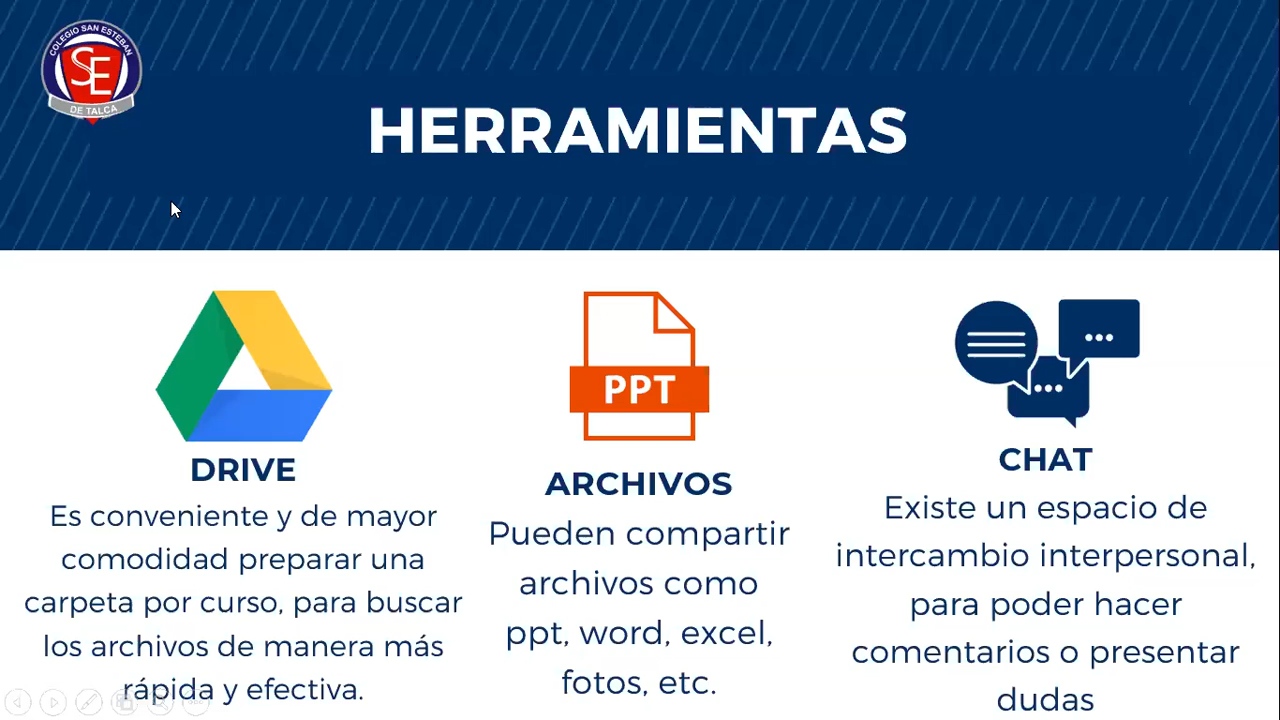 COLEGIO SAN ESTEBAN
SE
DE TALCA
HERRAMIENTAS
DRIVE
Es conveniente y de mayor
comodidad preparar una
carpeta por curso, para buscar
los archivos de manera más
rápida y efectiva.
PPT
ARCHIVOS
Pueden compartir
archivos como
ppt, word, excel,
fotos, etc.
CHAT
Existe un espacio de
intercambio interpersonal,
para poder hacer
comentarios o presentar
dudas